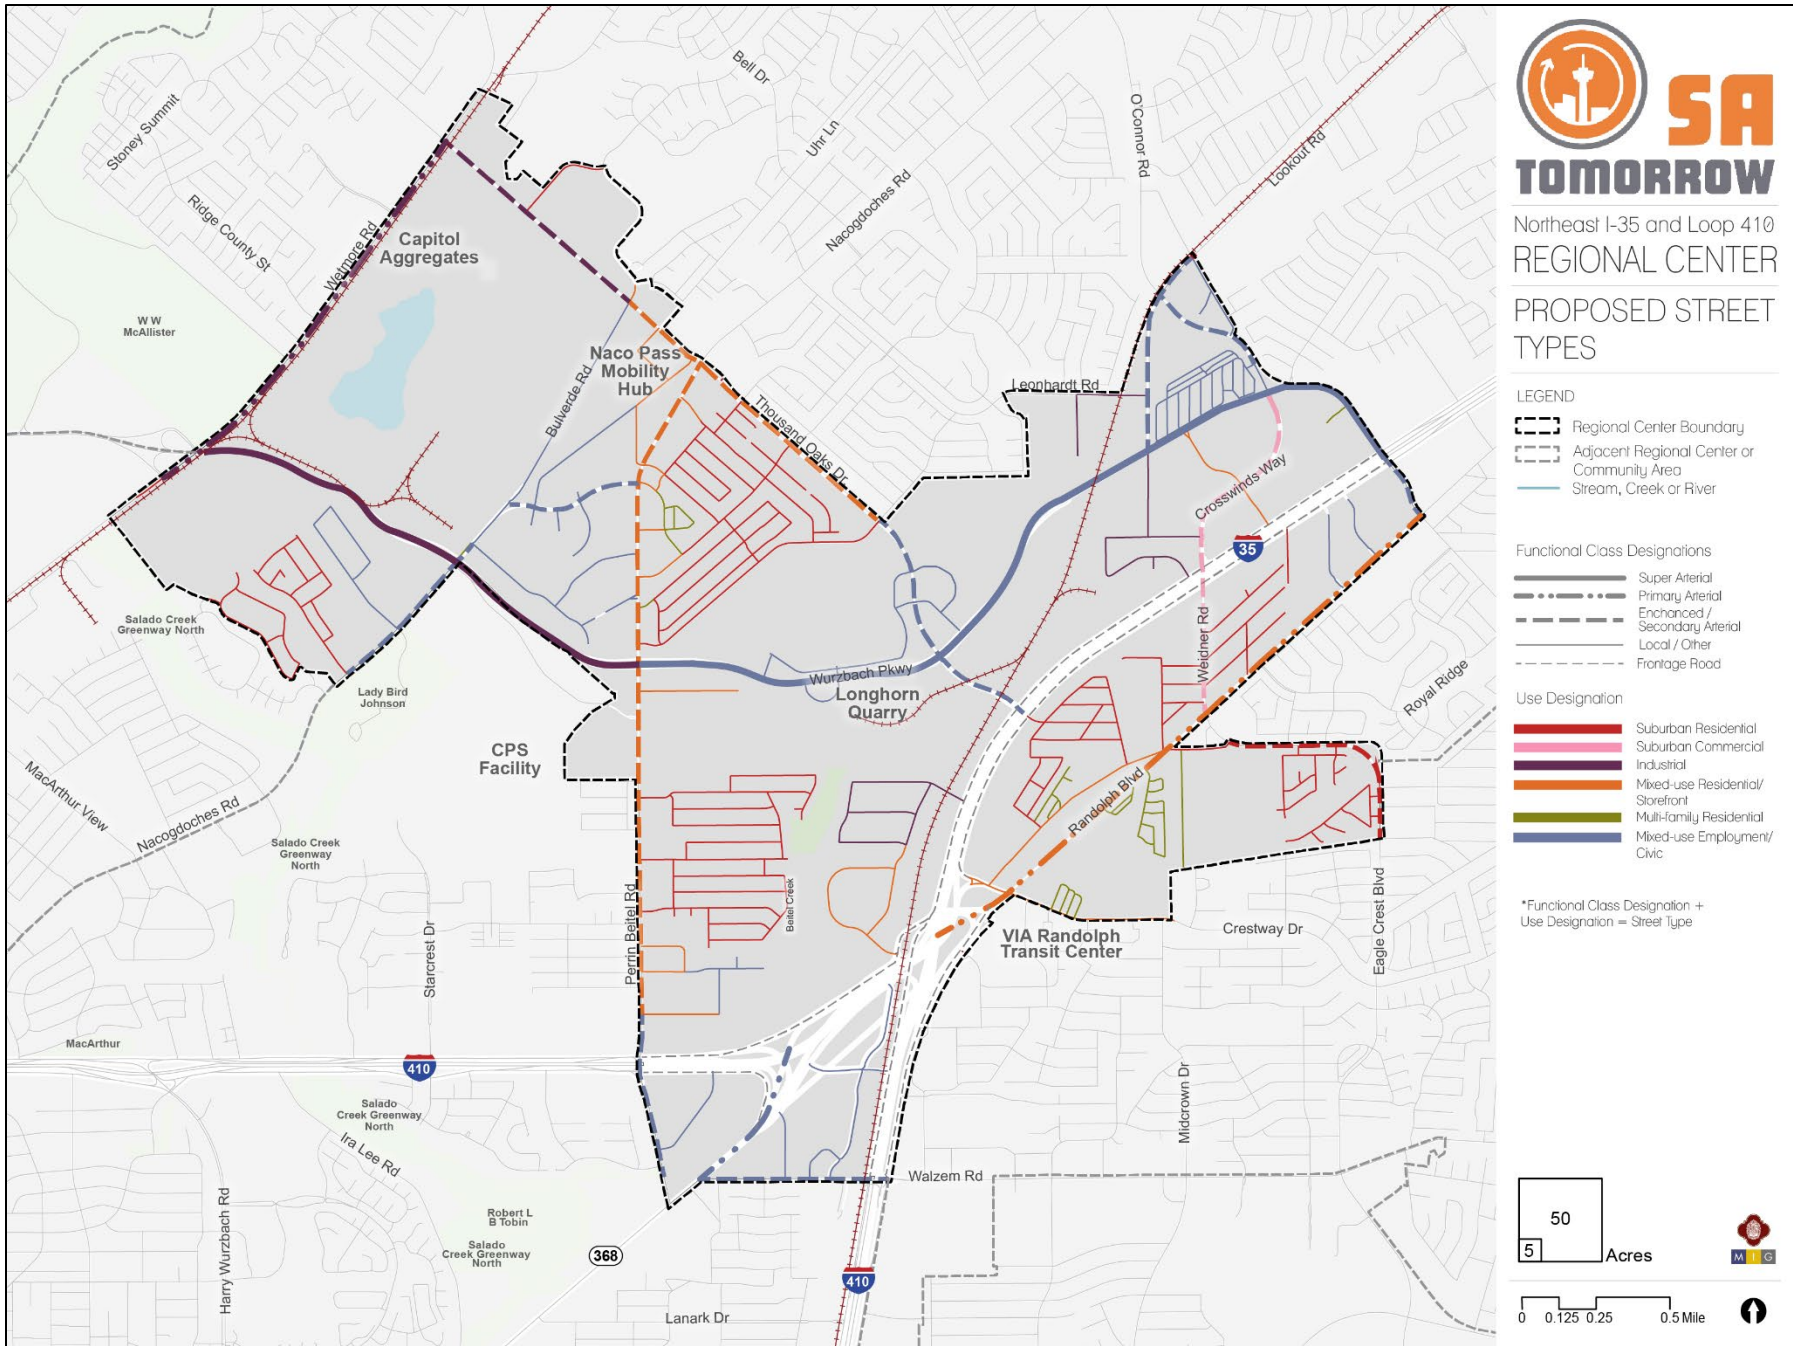 SA
TOMORROW
Northeast I-35 and Loop 410
REGIONAL CENTER
PROPOSED STREET
TYPES
LEGEND
Regional Center Boundary
Adjacent Regional Center or
Community Area
Stream, Creek or River
Functional Class Designations
Super Arterial
Primary Arterial
Enchanced /
Secondary Arterial
Local / Other
Frontage Road
Use Designation
Suburban Residential
Suburban Commercial
Industrial
Mixed-use Residential/
Storefront
Multi-family Residential
Mixed-use Employment/
Civic
*Functional Class Designation +
Use Designation = Street Type
50
5
Acres
M I G
0 0.125 0.25 0.5 Mile
Bell Dr
Stoney Summit
Uhr Ln
O'Connor Rd
Lookout Rd
Ridge County St
Nacogdoches Rd
Wetmore Rd
Capitol
Aggregates
W W
McAllister
Naco Pass
Mobility
Hub
Bulverde Rd
Leonhardt Rd
Thousand Oaks Dr
Crosswinds Way
35
Salado Creek
Greenway North
Weidner Rd
Wurzbach Pkwy
Longhorn
Quarry
Lady Bird
Johnson
Royal Ridge
CPS
Facility
MacArthur View
Nacogdoches Rd
Randolph Blvd
Salado Creek
Greenway
North
Beitel Creek
Perrin Beitel Rd
Starcrest Dr
VIA Randolph
Transit Center
Crestway Dr
Eagle Crest Blvd
MacArthur
410
Midcrown Dr
Salado
Creek Greenway
North
Ira Lee Rd
Walzem Rd
Harry Wurzbach Rd
Robert L
B Tobin
Salado
Creek Greenway
North
368
410
Lanark Dr